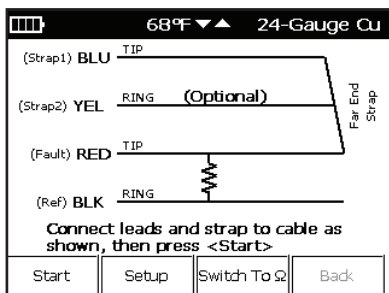 68°F ▼▲ 24-Gauge Cu
(Strap1) BLU TIP
(Strap2) YEL RING (Optional)
Far End Strap
(Fault) RED TIP
(Ref) BLK RING
Connect leads and strap to cable as
shown, then press <Start>
Start Setup Switch To Ω Back